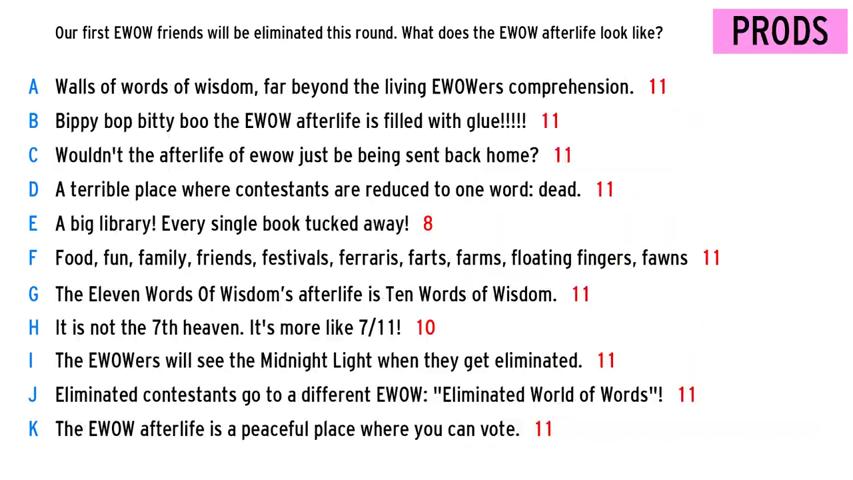 Our first EWOW friends will be eliminated this round. What does the EWOW afterlife look like?
PRODS
A Walls of words of wisdom, far beyond the living EWOWers comprehension. 11
B Bippy bop bitty boo the EWOW afterlife is filled with glue!!!!! 11
C Wouldn't the afterlife of ewow just be being sent back home? 11
D A terrible place where contestants are reduced to one word: dead. 11
E A big library! Every single book tucked away! 8
F Food, fun, family, friends, festivals, ferraris, farts, farms, floating fingers, fawns 11
G The Eleven Words Of Wisdom’s afterlife is Ten Words of Wisdom. 11
H It is not the 7th heaven. It's more like 7/11! 10
I The EWOWers will see the Midnight Light when they get eliminated. 11
J Eliminated contestants go to a different EWOW: "Eliminated World of Words"! 11
K The EWOW afterlife is a peaceful place where you can vote. 11